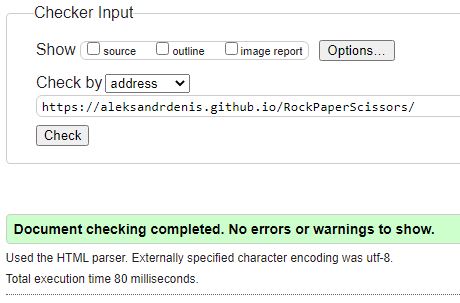 Checker Input
Show source outline image report Options...
Check by address
https://aleksandrdenis.github.io/RockPaperScissors/
Check
Document checking completed. No errors or warnings to show.
Used the HTML parser. Externally specified character encoding was utf-8.
Total execution time 80 milliseconds.